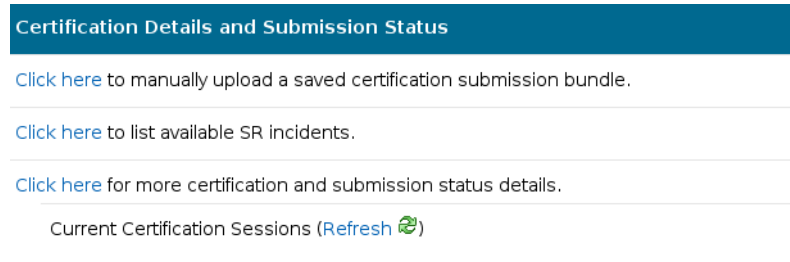 Certification Details and Submission Status
Click here to manually upload a saved certification submission bundle.
Click here to list available SR incidents.
Click here for more certification and submission status details.
Current Certification Sessions (Refresh )